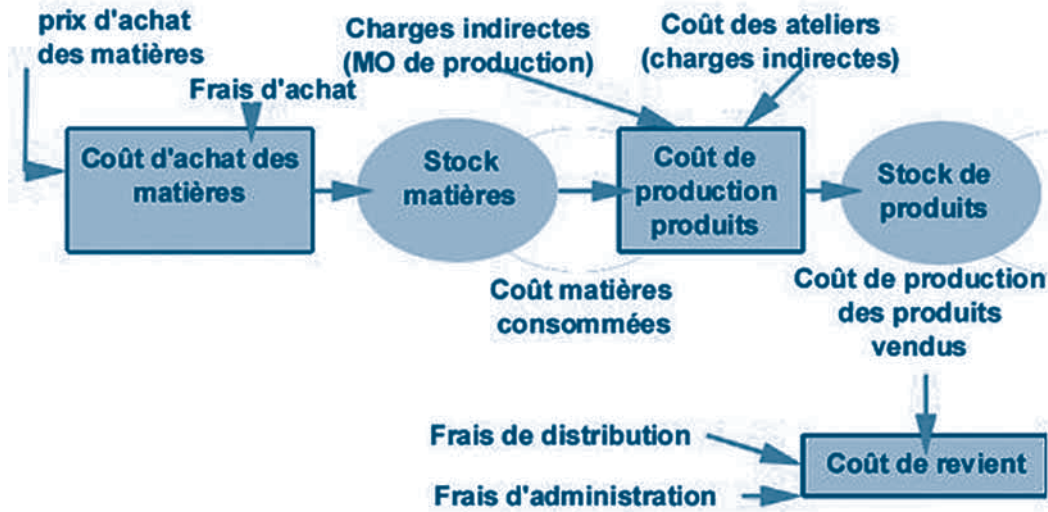 prix d'achat
des matières
Frais d'achat
Charges indirectes
(MO de production)
Coût des ateliers
(charges indirectes)
Coût d'achat des
matières
Stock
matières
Coût de
production
produits
Stock de
produits
Coût matières
consommées
Coût de production
des produits
vendus
Frais de distribution
Coût de revient
Frais d'administration